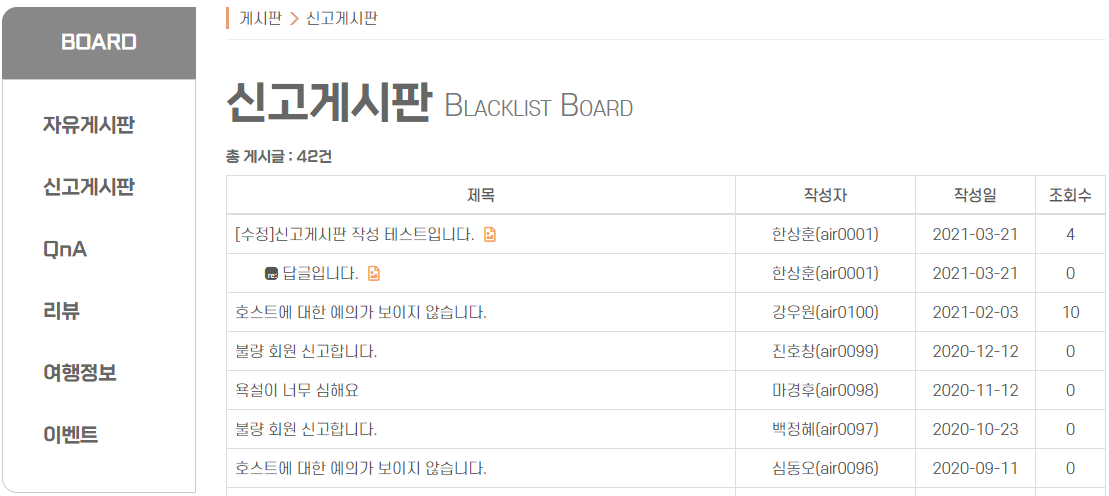 BOARD
자유게시판
신고게시판
QnA
리뷰
여행정보
이벤트
게시판 > 신고게시판
신고게시판 Blacklist Board
총 게시글 : 42건
제목 작성자 작성일 조회수
[수정]신고게시판 작성 테스트입니다. 한상훈(air0001) 2021-03-21 4
re: 답글입니다. 한상훈(air0001) 2021-03-21 0
호스트에 대한 예의가 보이지 않습니다. 강우원(air0100) 2021-02-03 10
불량 회원 신고합니다. 진호창(air0099) 2020-12-12 0
욕설이 너무 심해요 마경후(air0098) 2020-11-12 0
불량 회원 신고합니다. 백정혜(air0097) 2020-10-23 0
호스트에 대한 예의가 보이지 않습니다. 심동오(air0096) 2020-09-11 0